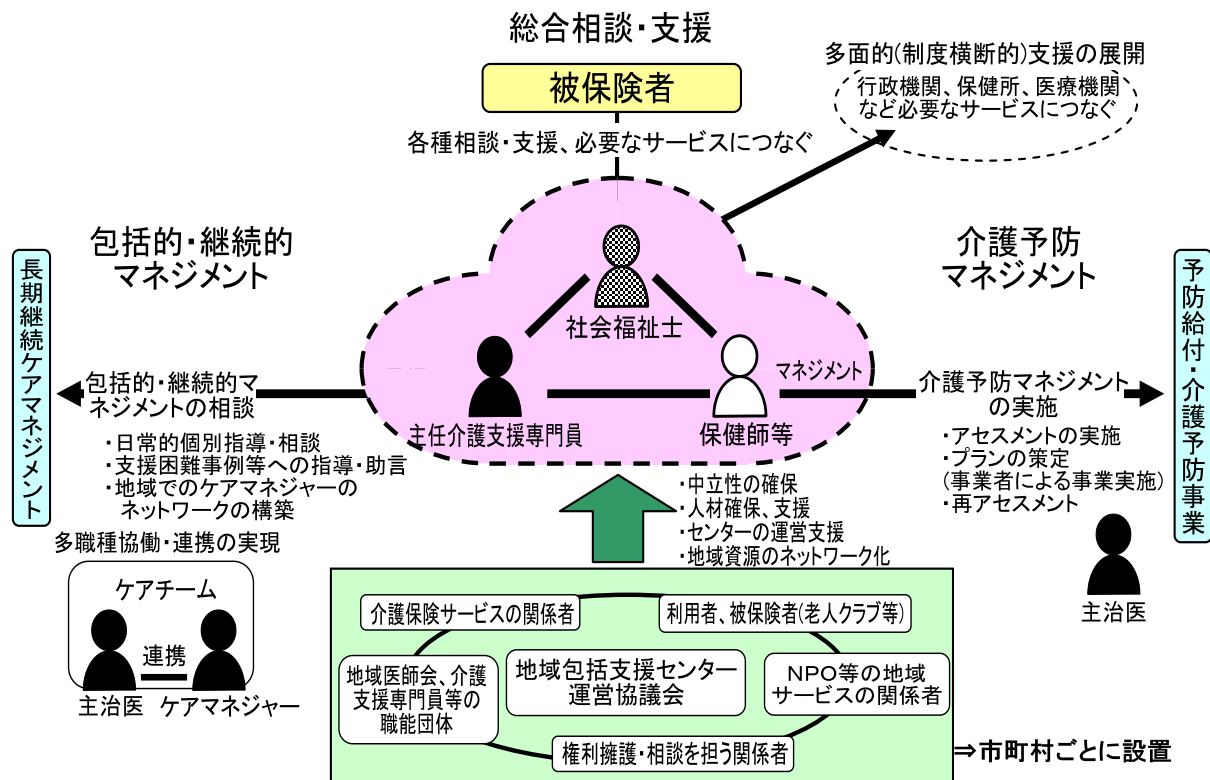 総合相談・支援
被保険者
各種相談・支援、必要なサービスにつなぐ
多面的(制度横断的)支援の展開
行政機関、保健所、医療機関
など必要なサービスにつなぐ
包括的・継続的
マネジメント
介護予防
マネジメント
長期継続ケアマネジメント
予防給付・介護予防事業
社会福祉士
主任介護支援専門員
保健師等
マネジメント
包括的・継続的マ
ネジメントの相談
・日常的個別指導・相談
・支援困難事例等への指導・助言
・地域でのケアマネジャーの
ネットワークの構築
介護予防マネジメント
の実施
・アセスメントの実施
・プランの策定
(事業者による事業実施)
・再アセスメント
主治医
・中立性の確保
・人材確保、支援
・センターの運営支援
・地域資源のネットワーク化
多職種協働・連携の実現
ケアチーム
連携
主治医
ケアマネジャー
介護保険サービスの関係者
利用者、被保険者(老人クラブ等)
地域医師会、介護
支援専門員等の
職能団体
地域包括支援センター
運営協議会
NPO等の地域
サービスの関係者
権利擁護・相談を担う関係者
⇒市町村ごとに設置